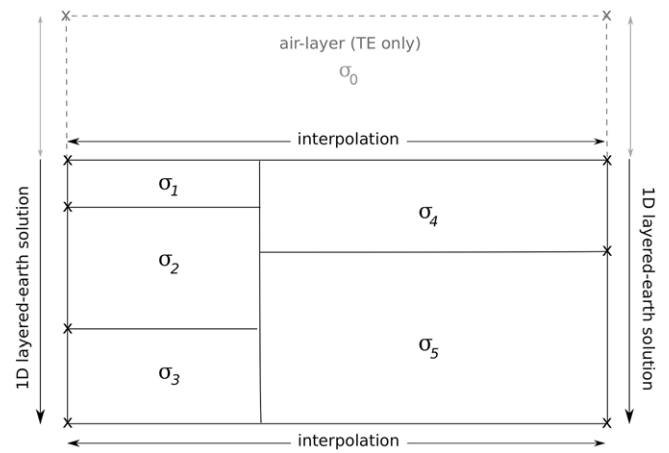 air-layer (TE only)
σ0
interpolation
σ1
σ4
σ2
σ5
σ3
interpolation
1D layered-earth solution
1D layered-earth solution
x
x
x
x
x
x
x
x
x